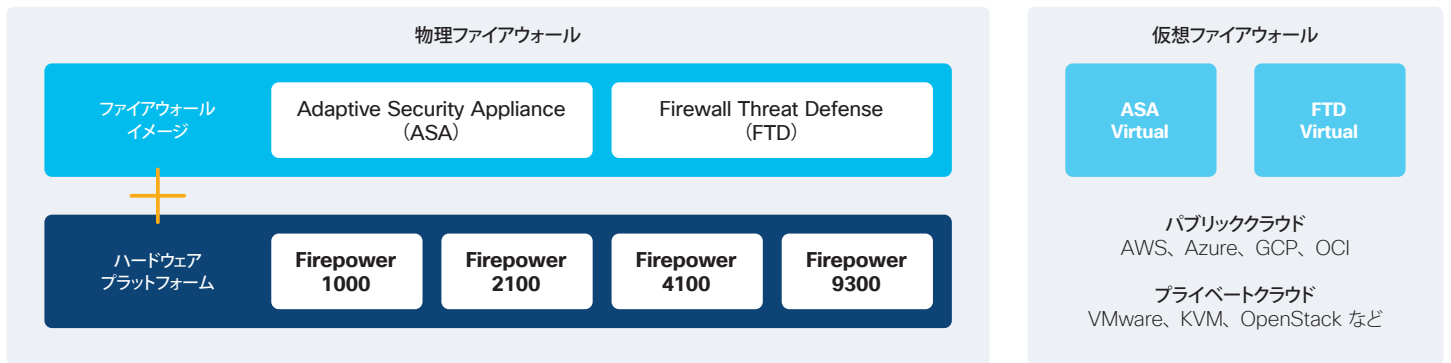 物理ファイアウォール
ファイアウォール
イメージ
Adaptive Security Appliance
（ASA）
Firewall Threat Defense
（FTD）
ハードウェア
プラットフォーム
Firepower
1000
Firepower
2100
Firepower
4100
Firepower
9300
仮想ファイアウォール
ASA
Virtual
FTD
Virtual
パブリッククラウド
AWS、Azure、GCP、OCI
プライベートクラウド
VMware、KVM、OpenStack など